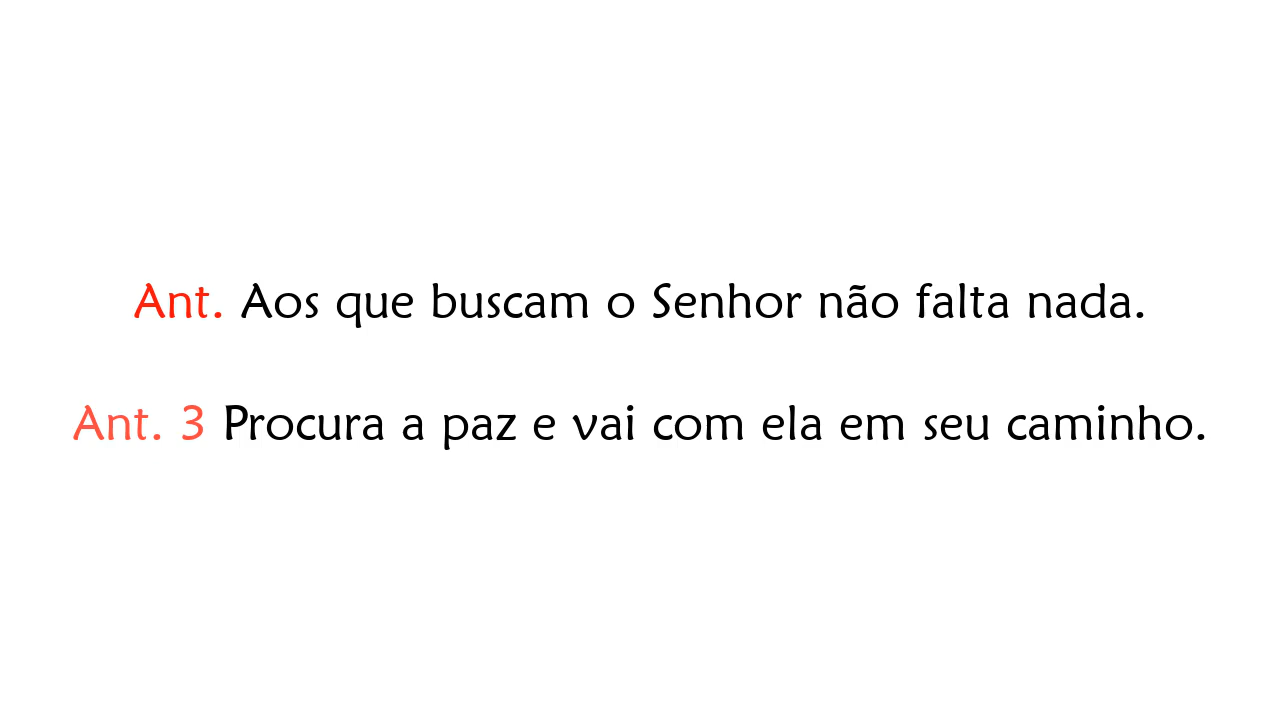 Ant. Aos que buscam o Senhor não falta nada.
Ant. 3 Procura a paz e vai com ela em seu caminho.